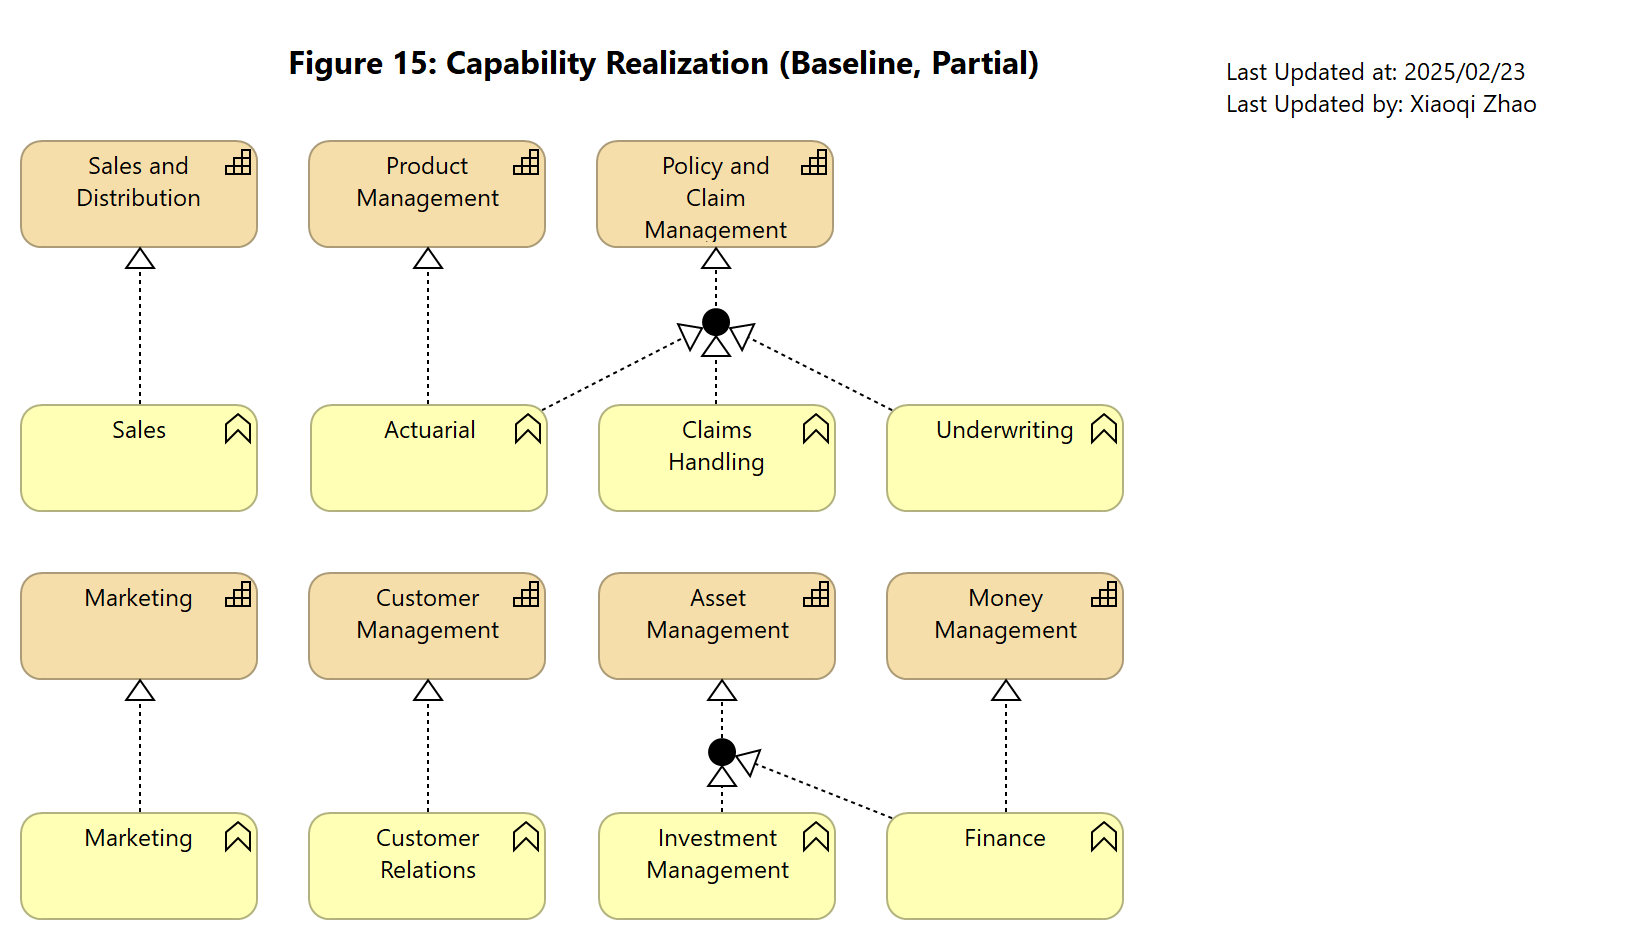 Figure 15: Capability Realization (Baseline, Partial)
Last Updated at: 2025/02/23
Last Updated by: Xiaoqi Zhao
Sales and
Distribution
Product
Management
Policy and
Claim
Management
Sales
Actuarial
Claims
Handling
Underwriting
Marketing
Customer
Management
Asset
Management
Money
Management
Marketing
Customer
Relations
Investment
Management
Finance